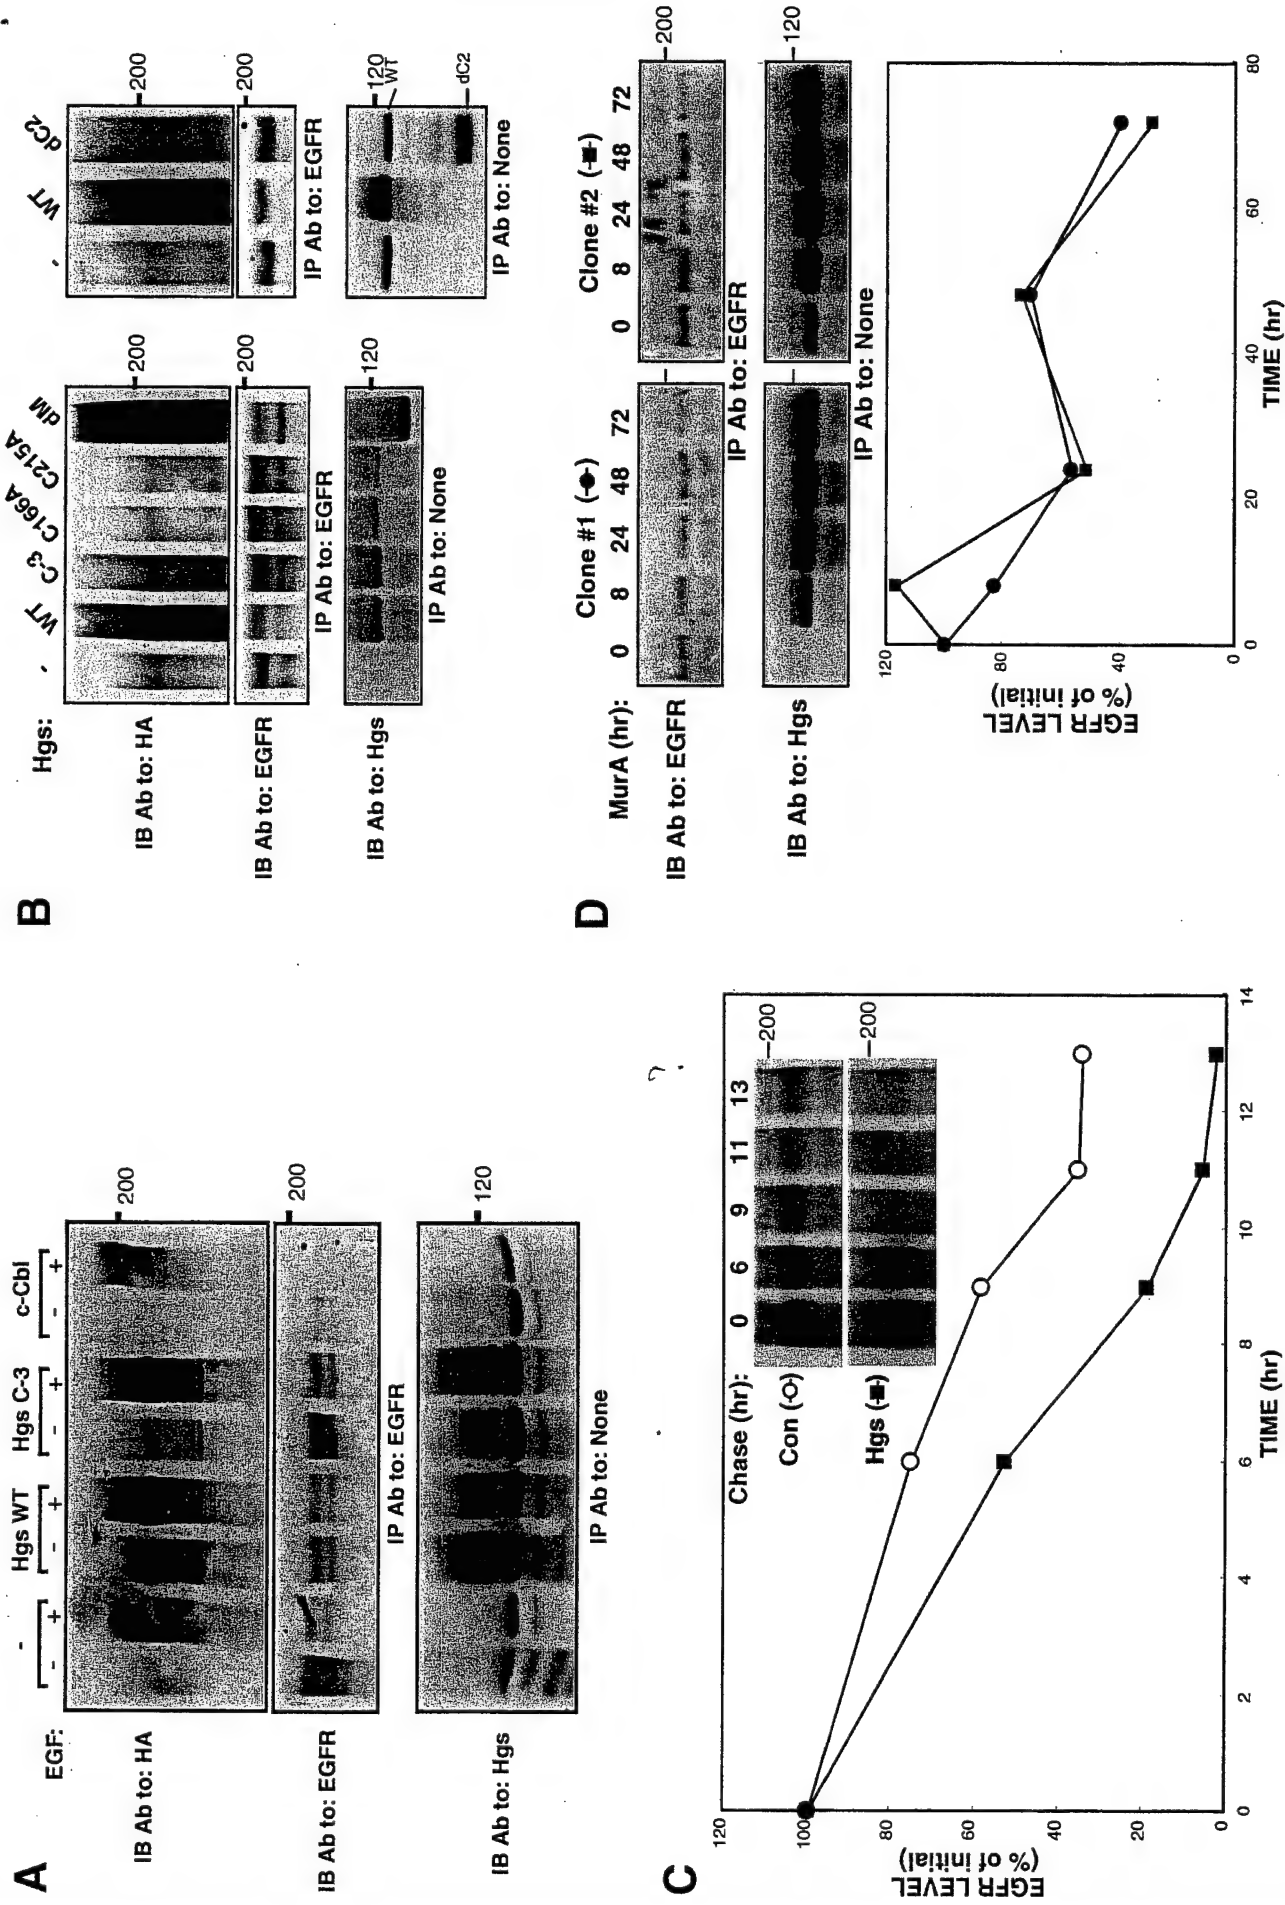 A
EGF:
-
Hgs WT
Hgs C-3
c-Cbl
- + - + - + - +
IB Ab to: HA
200
IB Ab to: EGFR
200
IP Ab to: EGFR
IB Ab to: Hgs
120
IP Ab to: None
B
Hgs:
- WT C-3 C166A C215A dM
IB Ab to: HA
200
IB Ab to: EGFR
200
IP Ab to: EGFR
IB Ab to: Hgs
120
IP Ab to: None
- WT dC2
200
200
IP Ab to: EGFR
120
WT
dC2
IP Ab to: None
C
Chase (hr): 0 6 9 11 13
Con
200
Hgs
200
EGFR LEVEL
(% of initial)
120
100
80
60
40
20
0
0 2 4 6 8 10 12 14
TIME (hr)
D
Clone #1
Clone #2
MurA (hr): 0 8 24 48 72 0 8 24 48 72
IB Ab to: EGFR
200
IP Ab to: EGFR
IB Ab to: Hgs
120
IP Ab to: None
EGFR LEVEL
(% of initial)
120
80
40
0
0 20 40 60 80
TIME (hr)